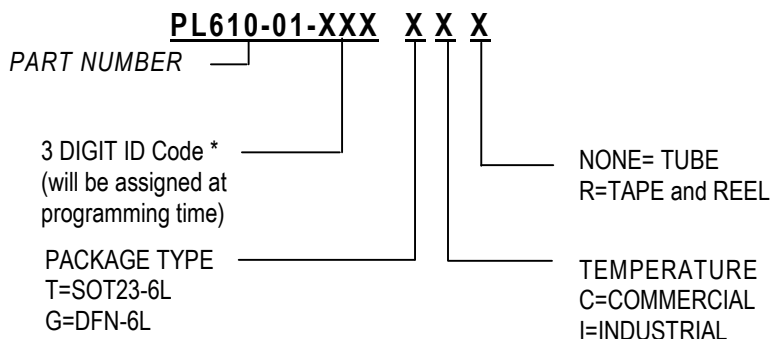 PL610-01-XXX X X X
PART NUMBER
3 DIGIT ID Code *
(will be assigned at
programming time)
NONE= TUBE
R=TAPE and REEL
PACKAGE TYPE
T=SOT23-6L
G=DFN-6L
TEMPERATURE
C=COMMERCIAL
I=INDUSTRIAL